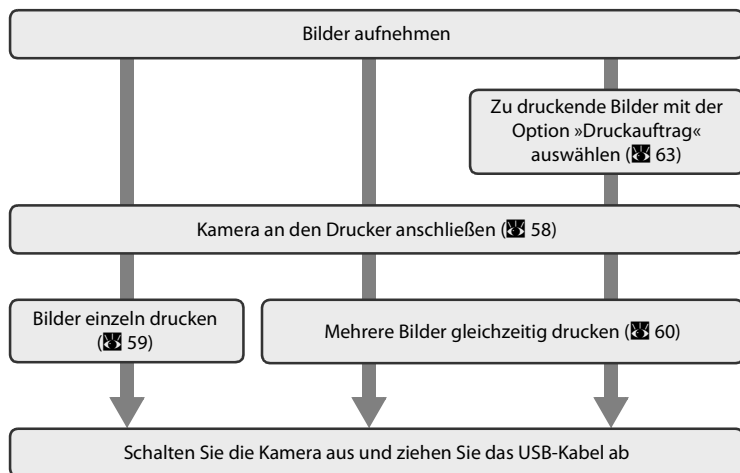 Bilder aufnehmen
Zu druckende Bilder mit der
Option »Druckauftrag«
auswählen (63)
Kamera an den Drucker anschließen (58)
Bilder einzeln drucken
(59)
Mehrere Bilder gleichzeitig drucken (60)
Schalten Sie die Kamera aus und ziehen Sie das USB-Kabel ab